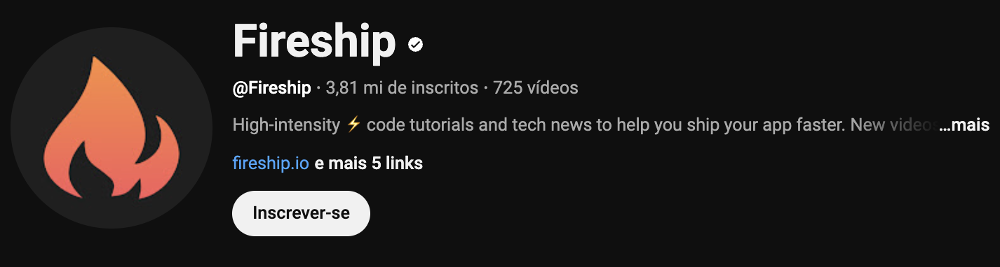 Fireship
@Fireship · 3,81 mi de inscritos · 725 vídeos
High-intensity ⚡ code tutorials and tech news to help you ship your app faster. New videos ...mais
fireship.io e mais 5 links
Inscrever-se